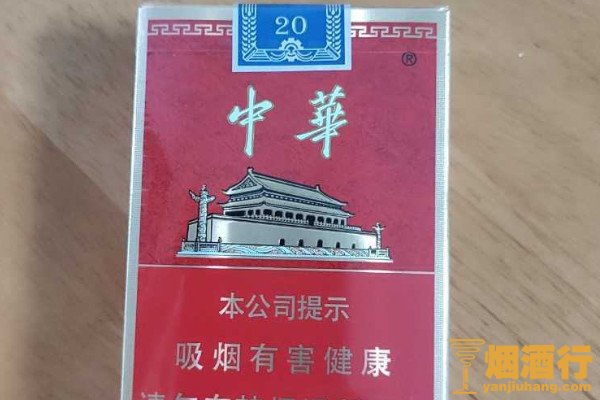 20
®
中華
本公司提示
吸烟有害健康
烟酒行
yanjiuhang.com